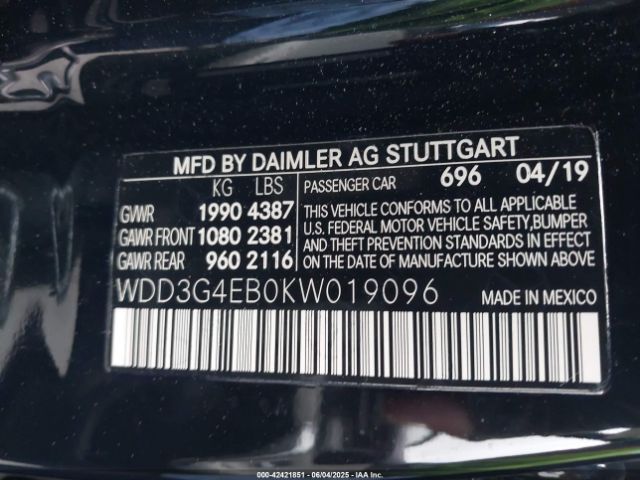 MFD BY DAIMLER AG STUTTGART
KG LBS
PASSENGER CAR 696 04/19
GVWR 1990 4387
GAWR FRONT 1080 2381
GAWR REAR 960 2116
THIS VEHICLE CONFORMS TO ALL APPLICABLE
U.S. FEDERAL MOTOR VEHICLE SAFETY,BUMPER
AND THEFT PREVENTION STANDARDS IN EFFECT
ON THE DATE OF MANUFACTURE SHOWN ABOVE.
WDD3G4EB0KW019096
MADE IN MEXICO
000-42421851 - 06/04/2025 - IAA Inc.